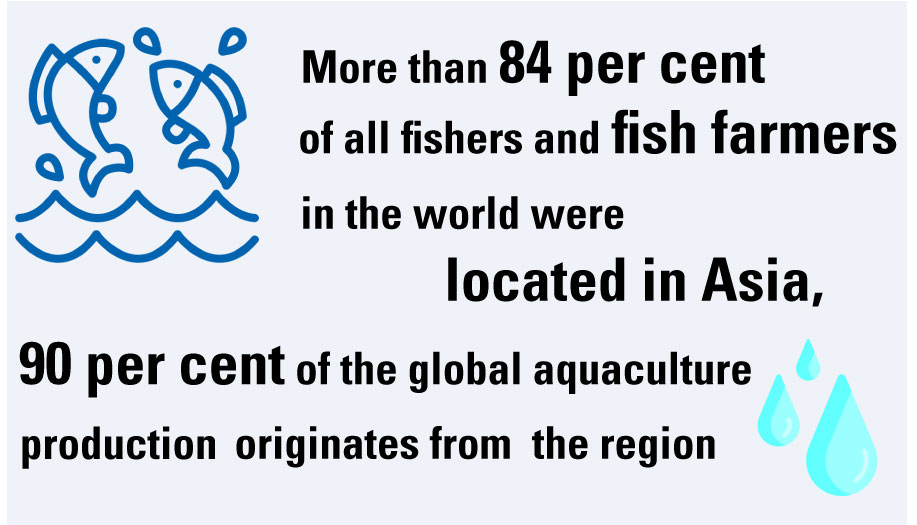 More than 84 per cent
of all fishers and fish farmers
in the world were
located in Asia,
90 per cent of the global aquaculture
production originates from the region